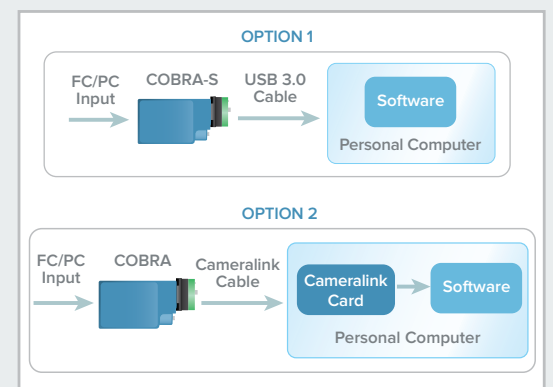 OPTION 1
FC/PC
Input
COBRA-S
USB 3.0
Cable
Software
Personal Computer
OPTION 2
FC/PC
Input
COBRA
Cameralink
Cable
Cameralink
Card
Software
Personal Computer